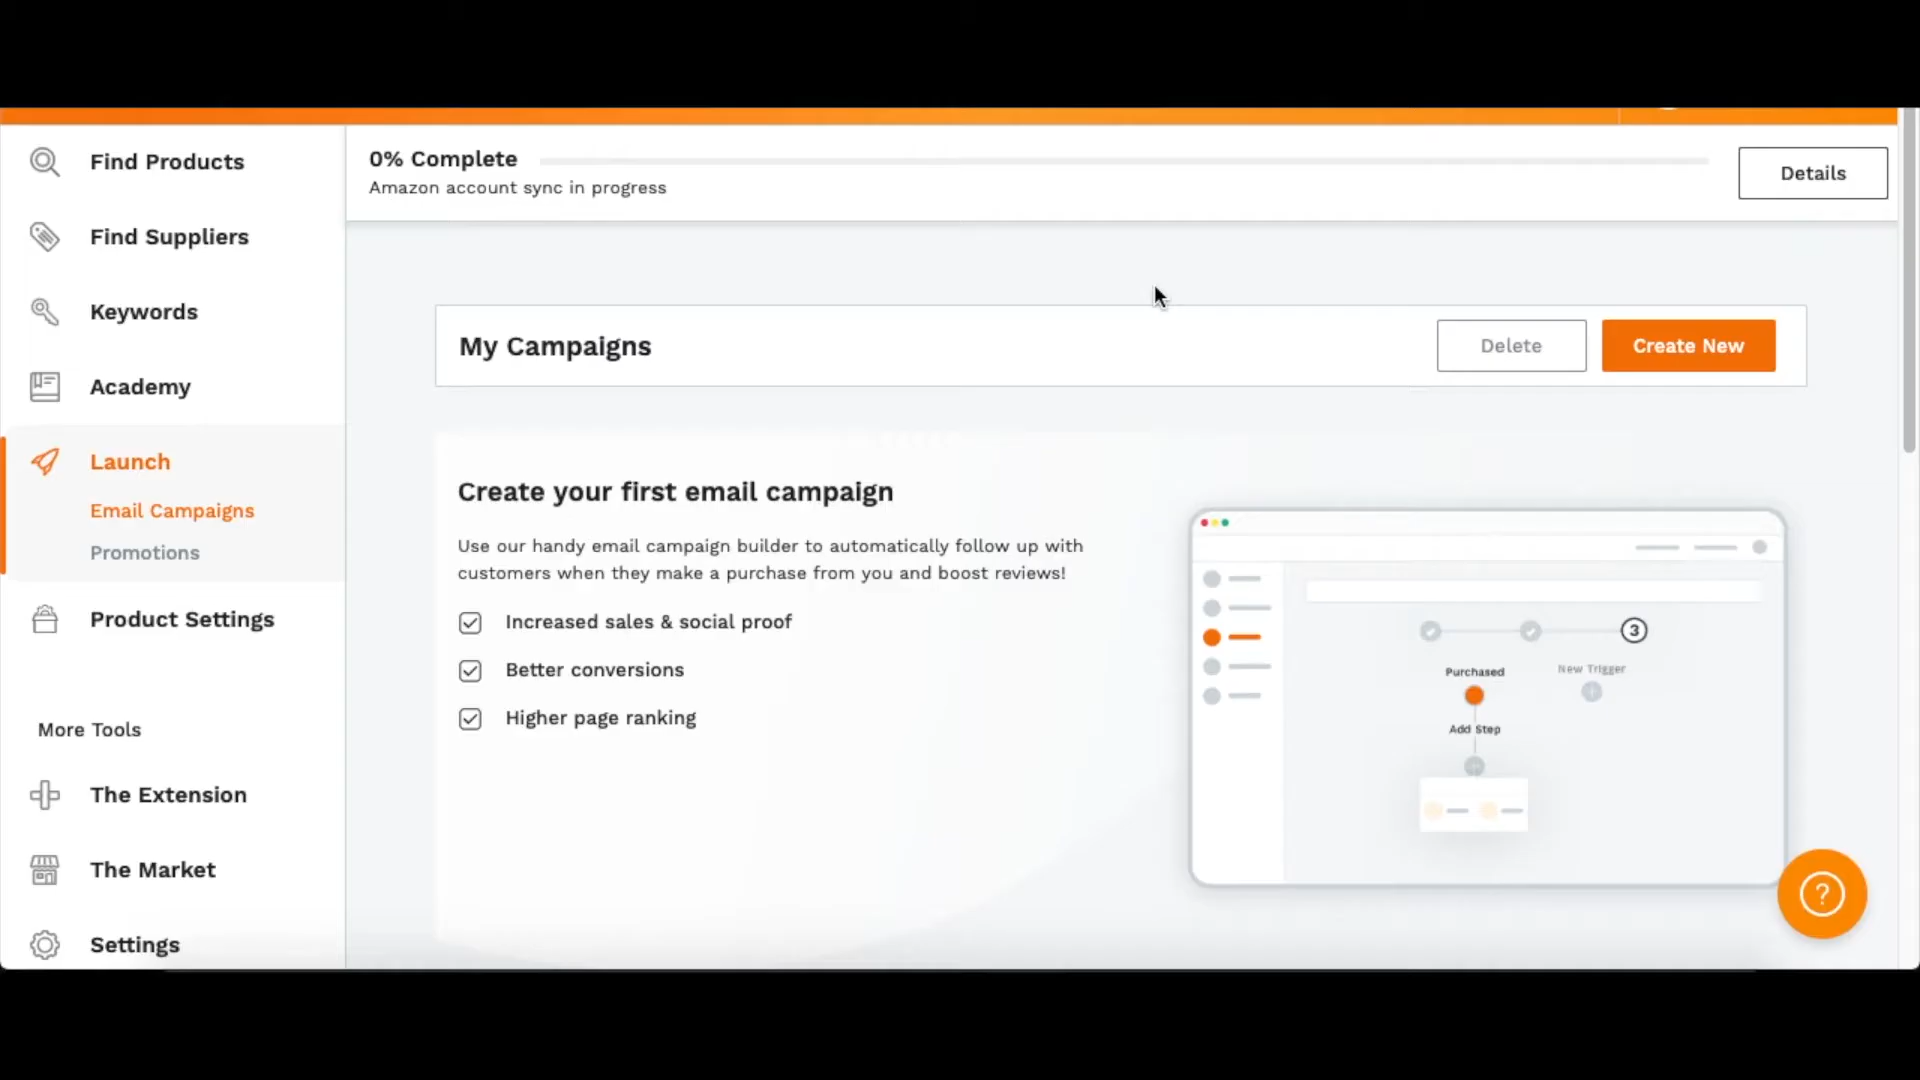 Find Products
Find Suppliers
Keywords
Academy
Launch
Email Campaigns
Promotions
Product Settings
More Tools
The Extension
The Market
Settings
0% Complete
Amazon account sync in progress
Details
My Campaigns
Delete
Create New
Create your first email campaign
Use our handy email campaign builder to automatically follow up with
customers when they make a purchase from you and boost reviews!
Increased sales & social proof
Better conversions
Higher page ranking
3
Purchased
New Trigger
Add Step
?